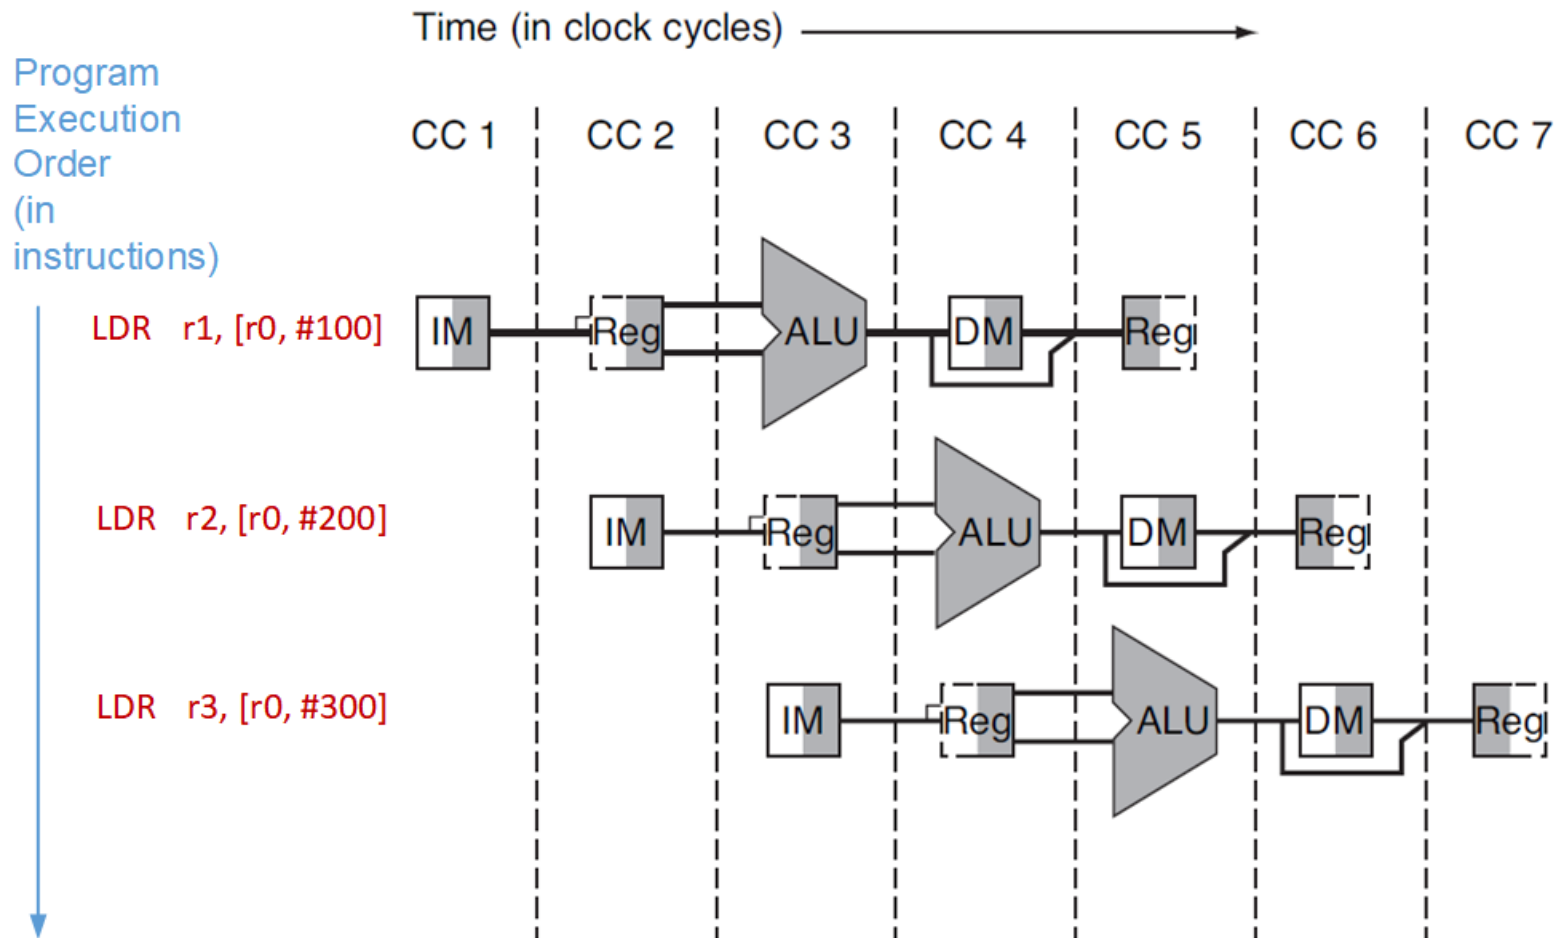 Time (in clock cycles)
Program
Execution
Order
(in
instructions)
CC 1 CC 2 CC 3 CC 4 CC 5 CC 6 CC 7
LDR r1, [r0, #100] IM Reg ALU DM Reg
LDR r2, [r0, #200] IM Reg ALU DM Reg
LDR r3, [r0, #300] IM Reg ALU DM Reg